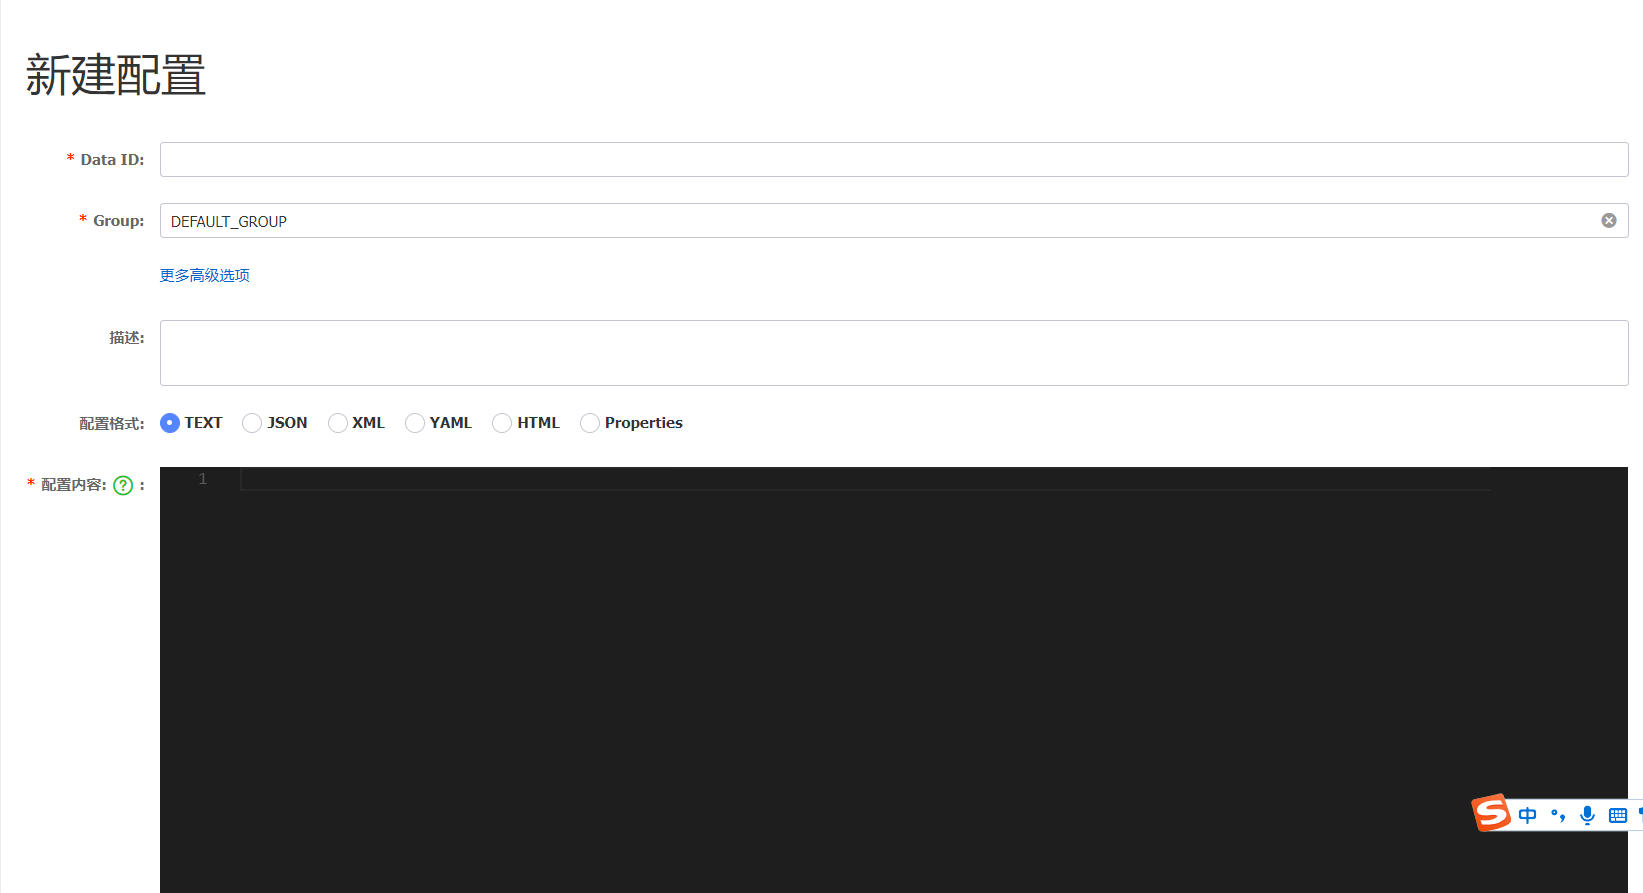 新建配置
* Data ID:
* Group: DEFAULT_GROUP
更多高级选项
描述:
配置格式: TEXT JSON XML YAML HTML Properties
* 配置内容: ? :
1
S 中 °,